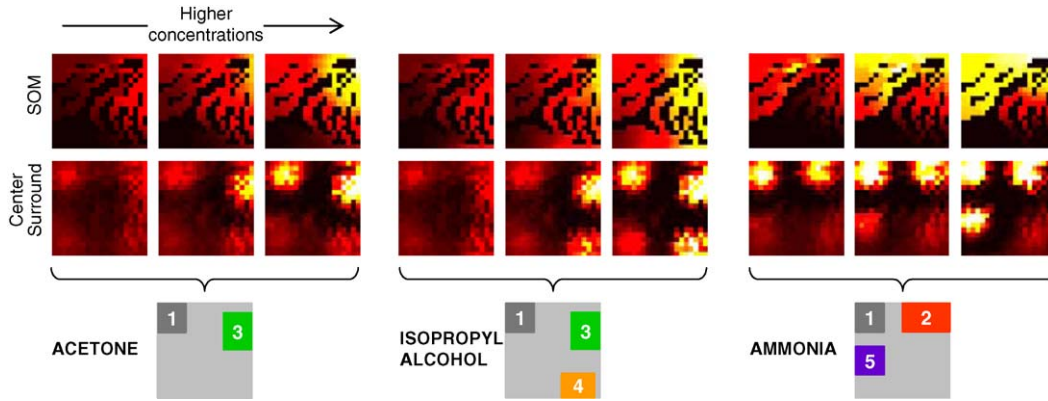 Higher
concentrations
SOM
Center
Surround
1
3
ACETONE
1
3
4
ISOPROPYL
ALCOHOL
1
2
5
AMMONIA